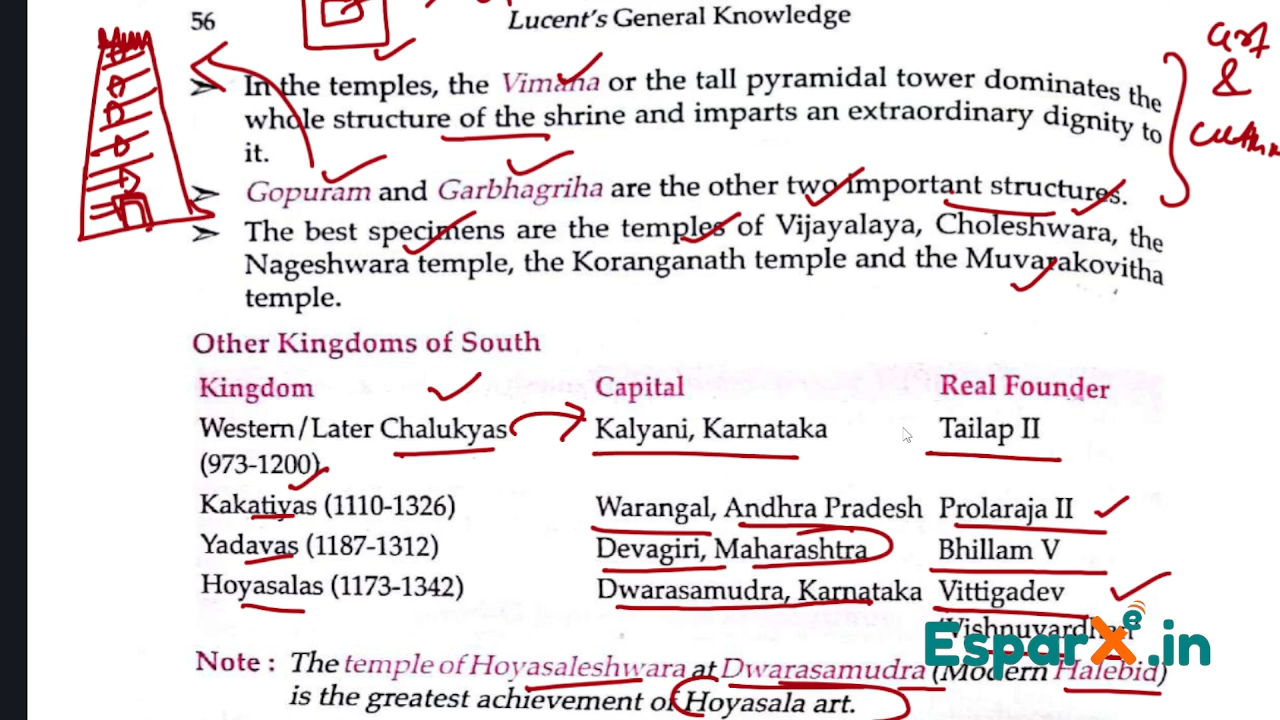 56
Lucent's General Knowledge
➢ In the temples, the Vimana or the tall pyramidal tower dominates the
whole structure of the shrine and imparts an extraordinary dignity to
it.
➢ Gopuram and Garbhagriha are the other two important structures.
➢ The best specimens are the temples of Vijayalaya, Choleshwara, the
Nageshwara temple, the Koranganath temple and the Muvarakovitha
temple.
art
&
Other Kingdoms of South
Kingdom Capital Real Founder
Western/Later Chalukyas Kalyani, Karnataka Tailap II
(973-1200)
Kakatiyas (1110-1326) Warangal, Andhra Pradesh Prolaraja II
Yadavas (1187-1312) Devagiri, Maharashtra Bhillam V
Hoyasalas (1173-1342) Dwarasamudra, Karnataka Vittigadev
Esparxe.in
Note : The temple of Hoyasaleshwara at Dwarasamudra (Modern Halebid)
is the greatest achievement of Hoyasala art.